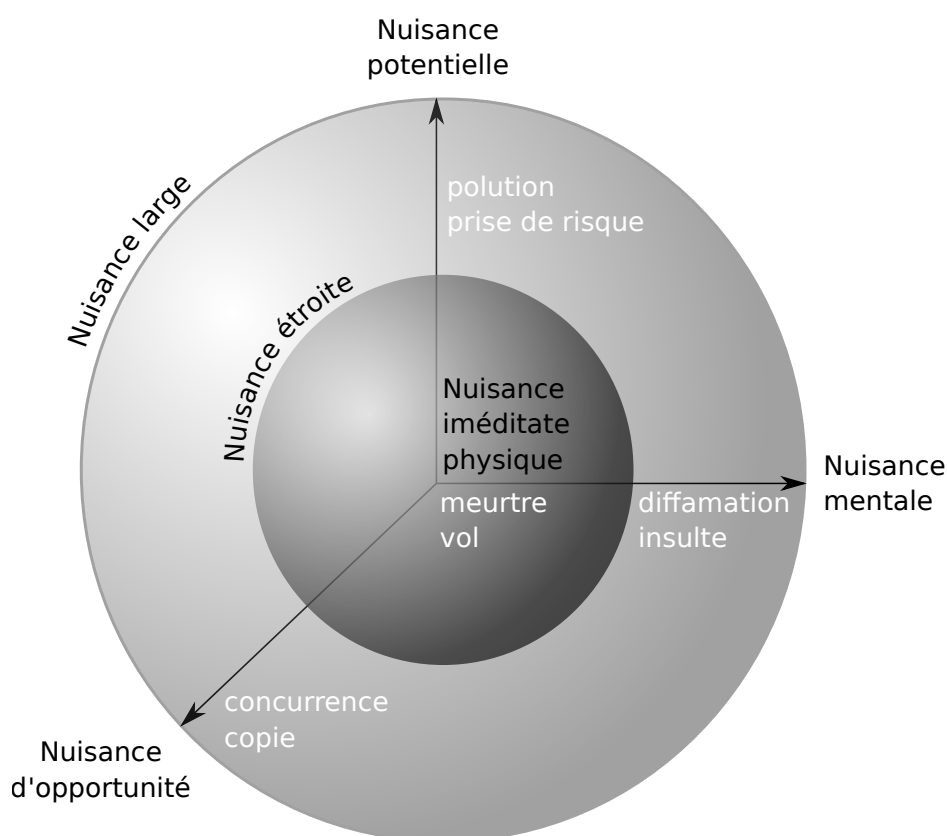 Nuisance
potentielle
polution
prise de risque
Nuisance large
Nuisance étroite
Nuisance
iméditate
physique
meurtre
vol
Nuisance
mentale
diffamation
insulte
concurrence
copie
Nuisance
d'opportunité